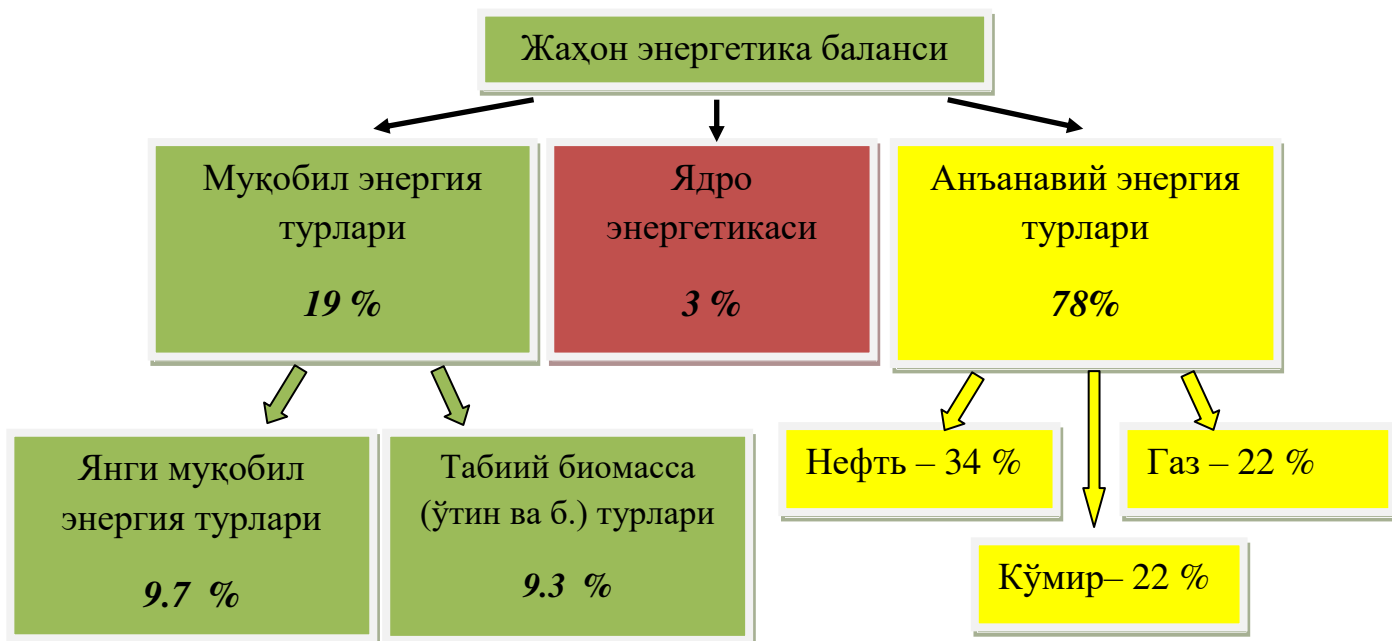 Жаҳон энергетика баланси
Муқобил энергия
турлари
19 %
Ядро
энергетикаси
3 %
Анъанавий энергия
турлари
78%
Янги муқобил
энергия турлари
9.7 %
Табиий биомасса
(ўтин ва б.) турлари
9.3 %
Нефть – 34 %
Газ – 22 %
Кўмир– 22 %